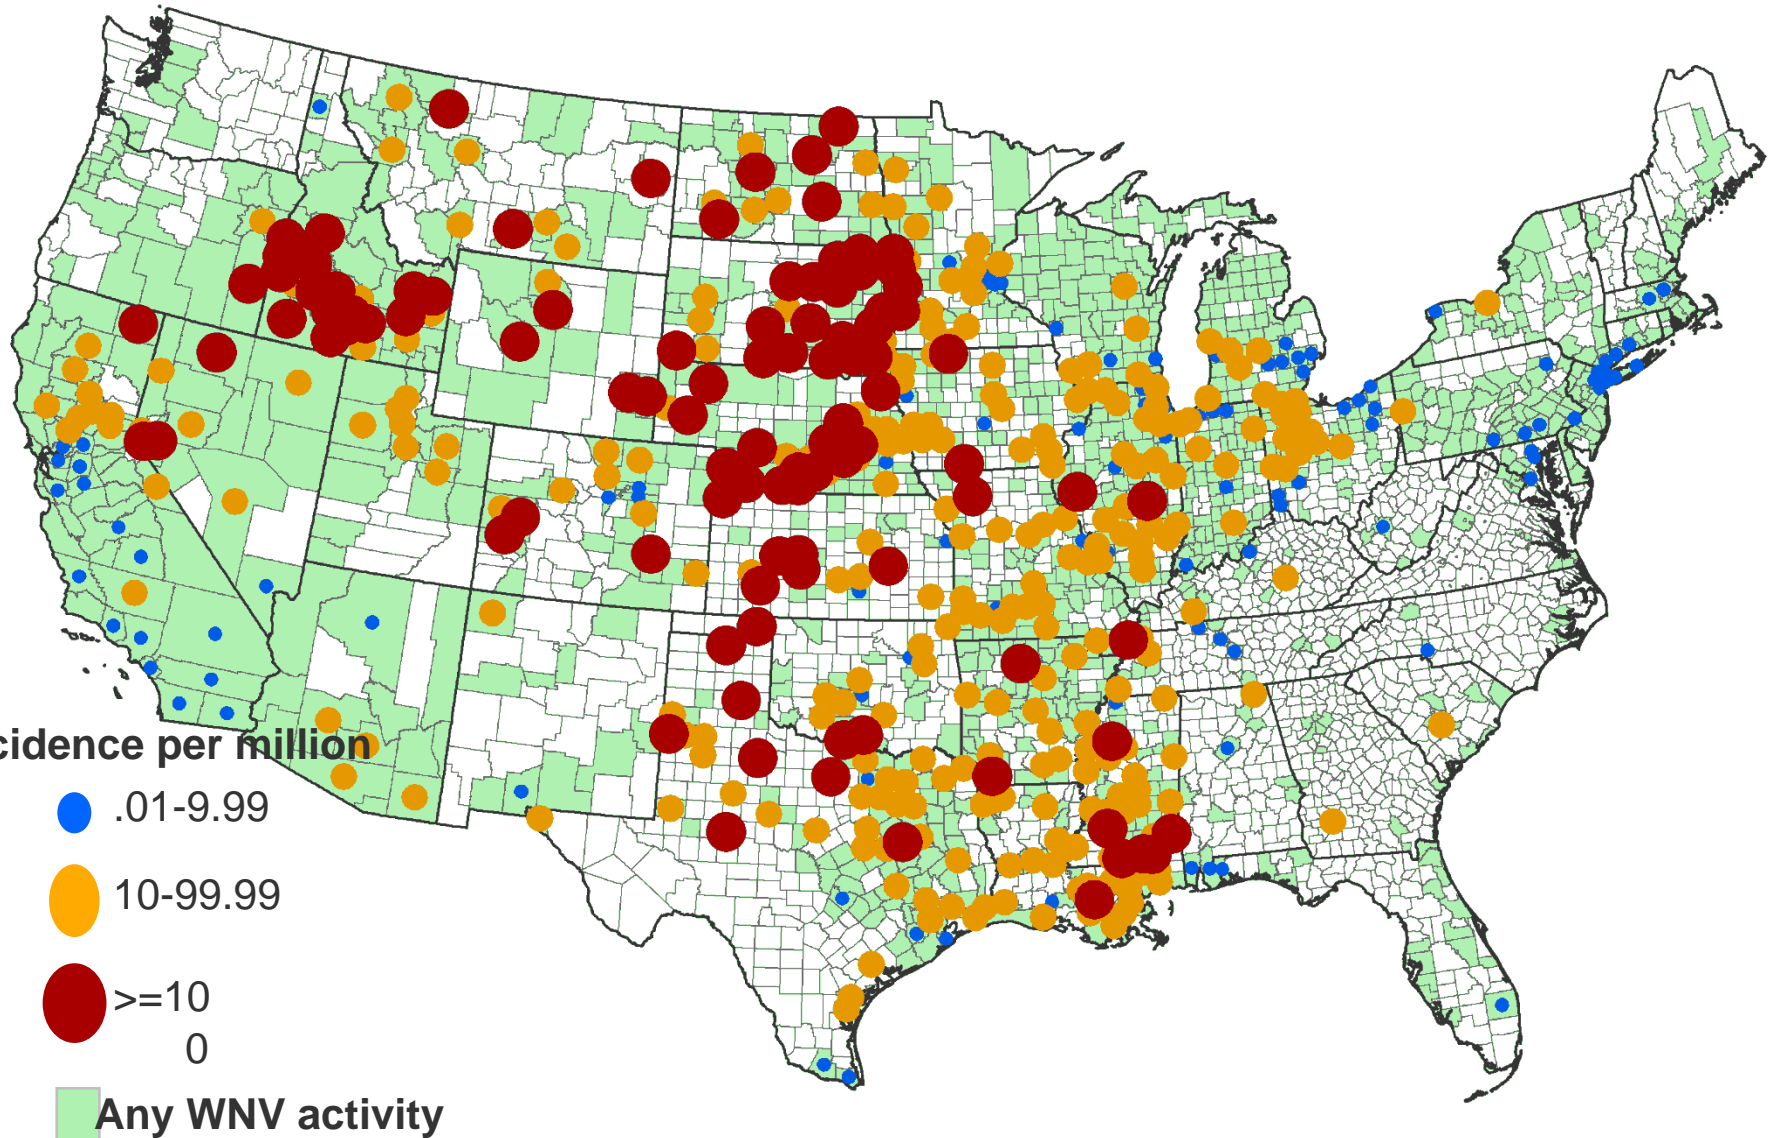 cidence per million
.01-9.99
10-99.99
>=10
0
Any WNV activity